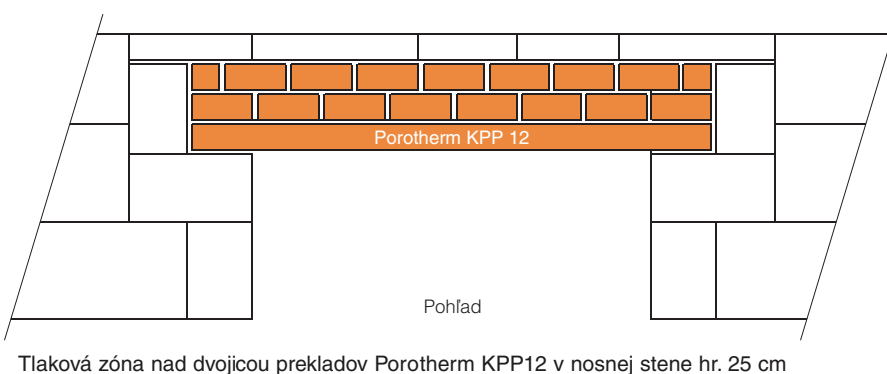 Porotherm KPP 12
Pohľad
Tlaková zóna nad dvojicou prekladov Porotherm KPP12 v nosnej stene hr. 25 cm